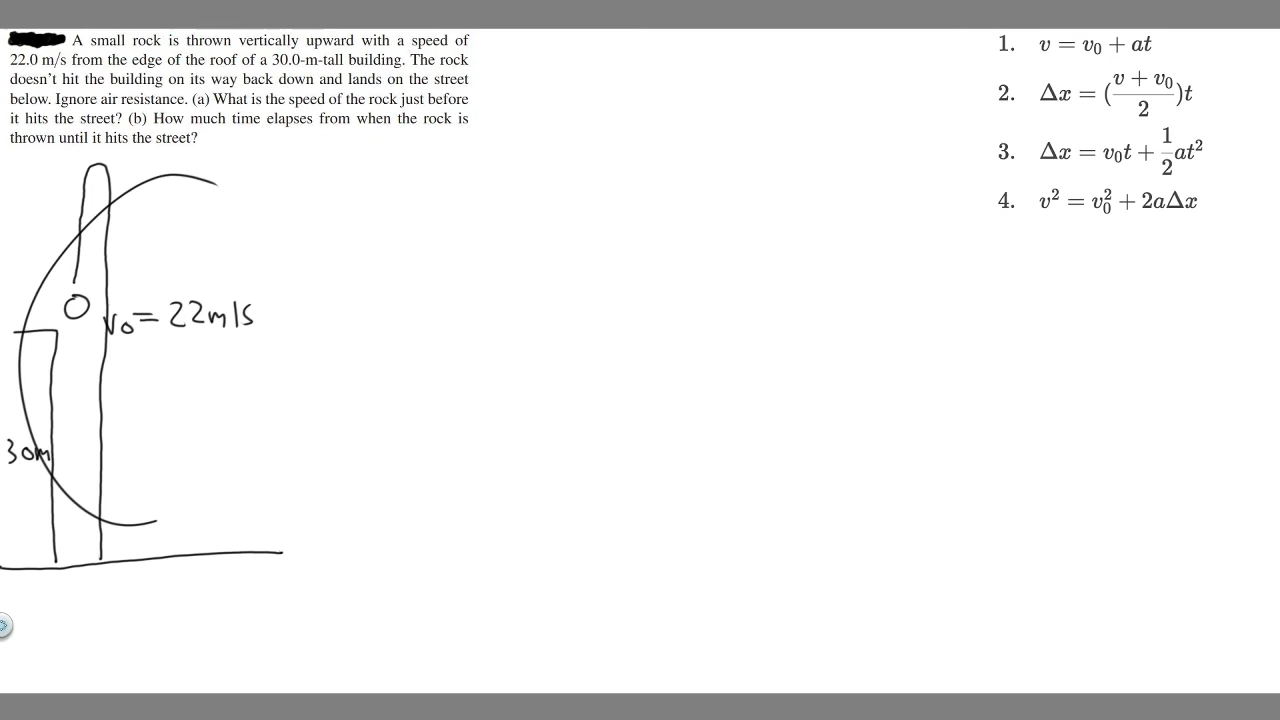 A small rock is thrown vertically upward with a speed of
22.0 m/s from the edge of the roof of a 30.0-m-tall building. The rock
doesn't hit the building on its way back down and lands on the street
below. Ignore air resistance. (a) What is the speed of the rock just before
it hits the street? (b) How much time elapses from when the rock is
thrown until it hits the street?
1. v = v₀ + at
2. Δx = (\frac{v + v₀}{2})t
3. Δx = v₀t + \frac{1}{2}at²
4. v² = v₀² + 2aΔx
v₀ = 22m/s
30m